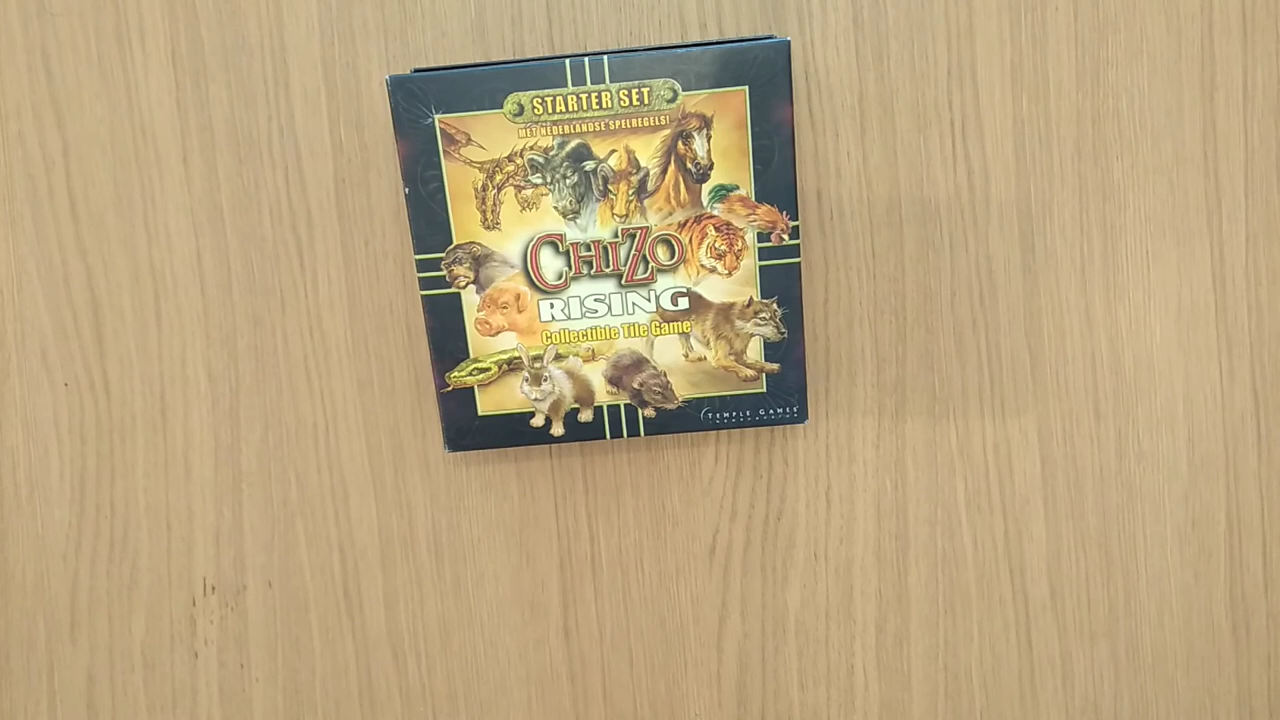 STARTER SET
MET NEDERLANDSE SPELREGELS!
CHIZO
RISING
Collectible Tile Game
TEMPLE GAMES